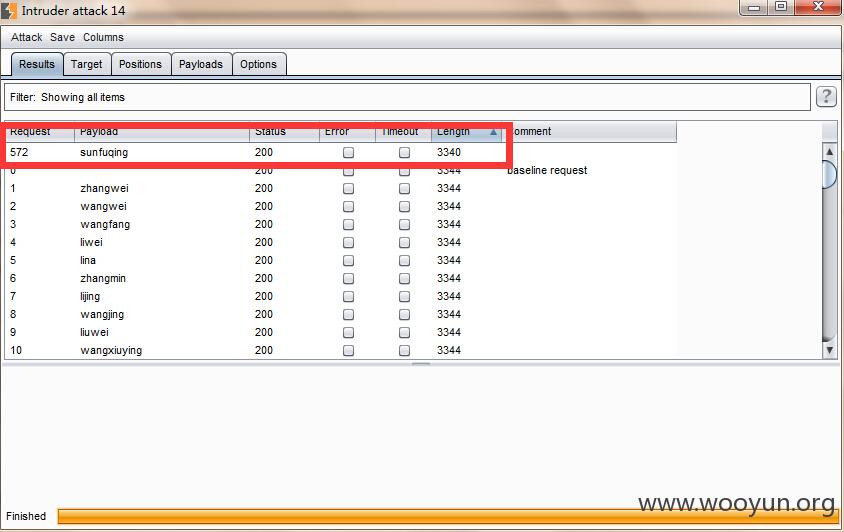 Intruder attack 14
Attack Save Columns
Results Target Positions Payloads Options
Filter: Showing all items
?
Request Payload Status Error Timeout Length Comment
572 sunfuqing 200 3340
0 200 3344 baseline request
1 zhangwei 200 3344
2 wangwei 200 3344
3 wangfang 200 3344
4 liwei 200 3344
5 lina 200 3344
6 zhangmin 200 3344
7 lijing 200 3344
8 wangjing 200 3344
9 liuwei 200 3344
10 wangxiuying 200 3344
www.wooyun.org
Finished